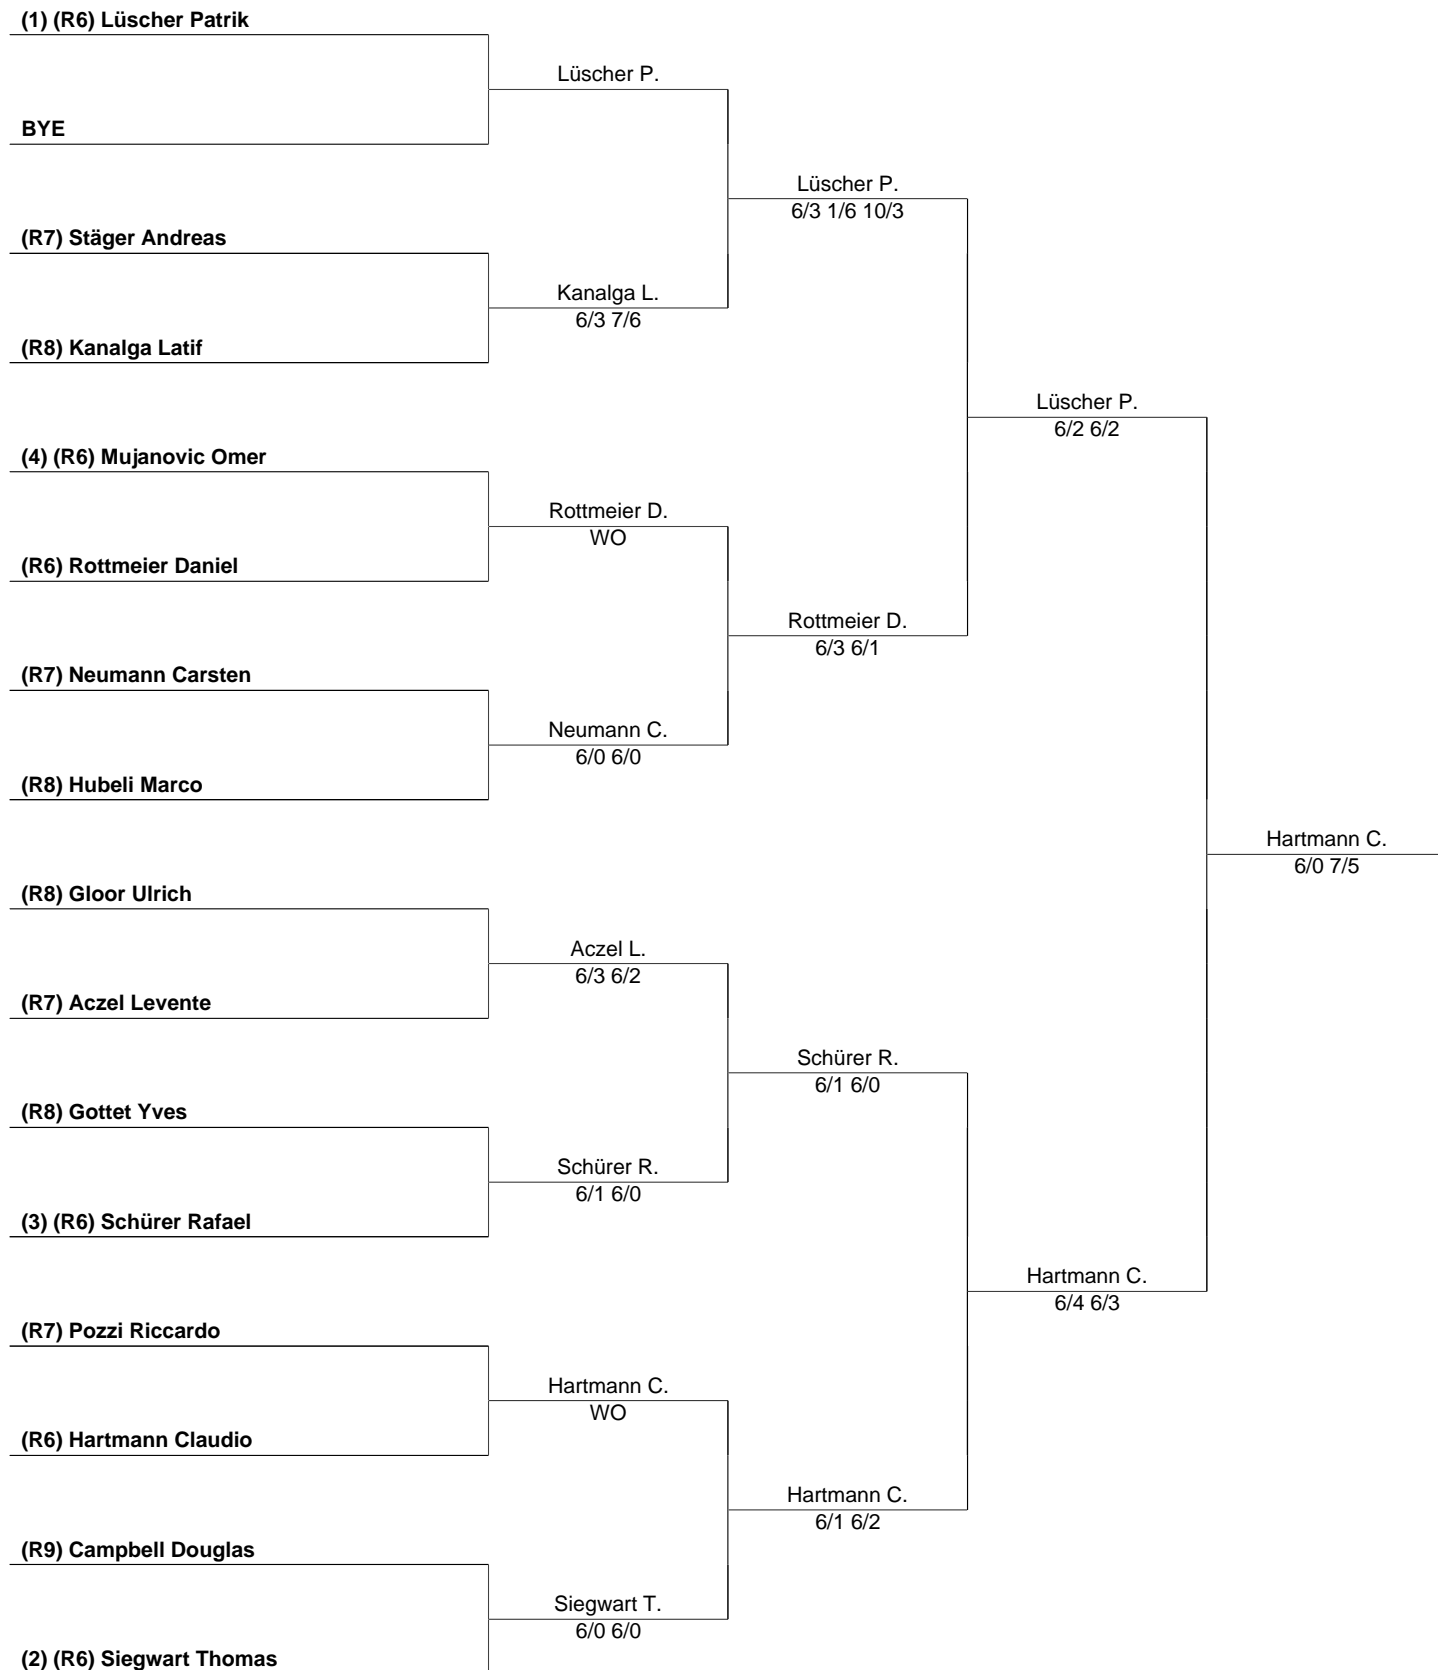 (1) (R6) Lüscher Patrik
Lüscher P.
BYE
Lüscher P.
6/3 1/6 10/3
(R7) Stäger Andreas
Kanalga L.
6/3 7/6
(R8) Kanalga Latif
Lüscher P.
6/2 6/2
(4) (R6) Mujanovic Omer
Rottmeier D.
WO
(R6) Rottmeier Daniel
Rottmeier D.
6/3 6/1
(R7) Neumann Carsten
Neumann C.
6/0 6/0
(R8) Hubeli Marco
Hartmann C.
6/0 7/5
(R8) Gloor Ulrich
Aczel L.
6/3 6/2
(R7) Aczel Levente
Schürer R.
6/1 6/0
(R8) Gottet Yves
Schürer R.
6/1 6/0
(3) (R6) Schürer Rafael
Hartmann C.
6/4 6/3
(R7) Pozzi Riccardo
Hartmann C.
WO
(R6) Hartmann Claudio
Hartmann C.
6/1 6/2
(R9) Campbell Douglas
Siegwart T.
6/0 6/0
(2) (R6) Siegwart Thomas